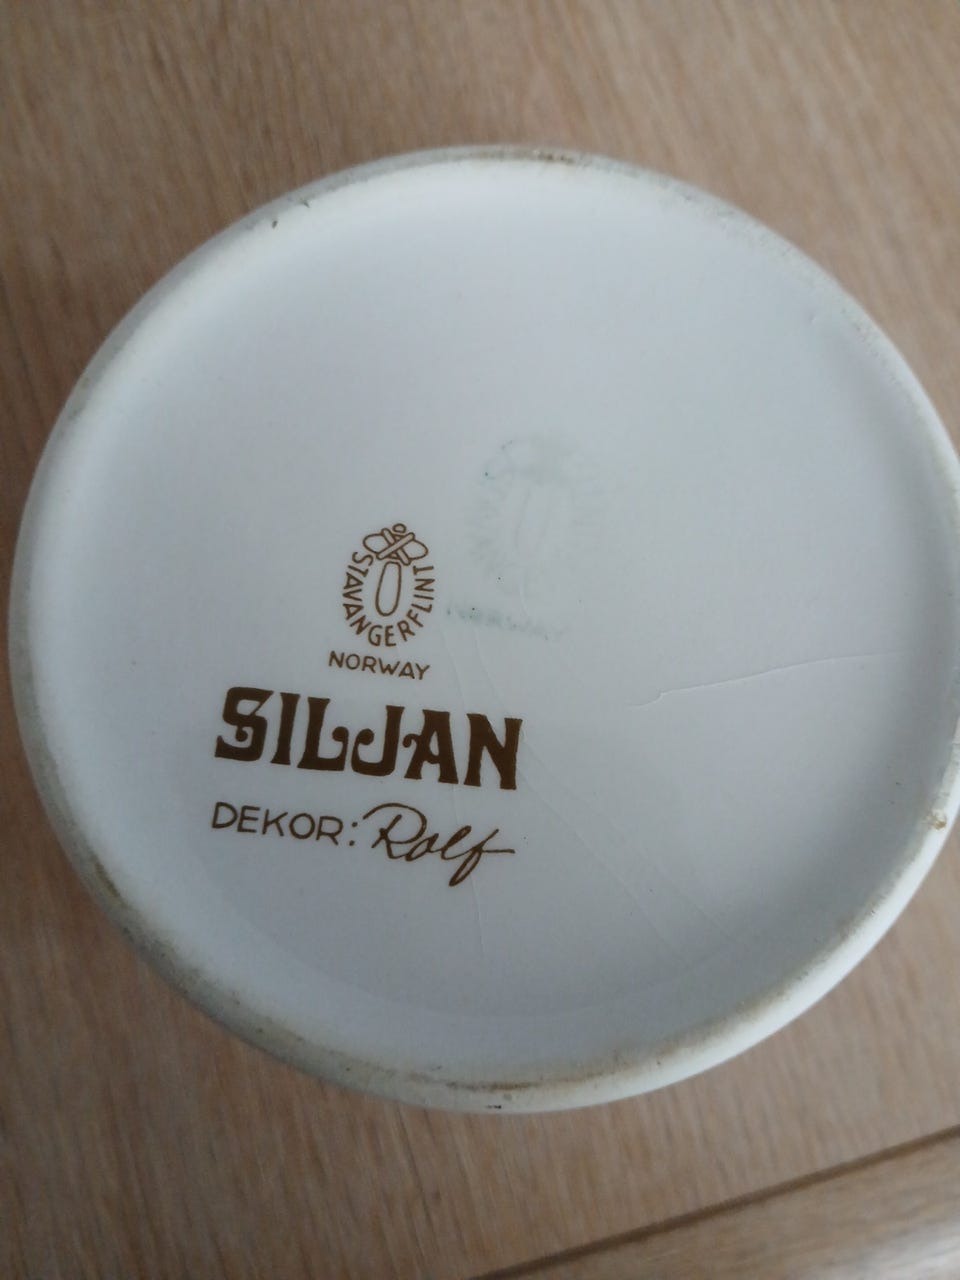 STAVANGERFLINT
NORWAY
SILJAN
DEKOR: Rolf